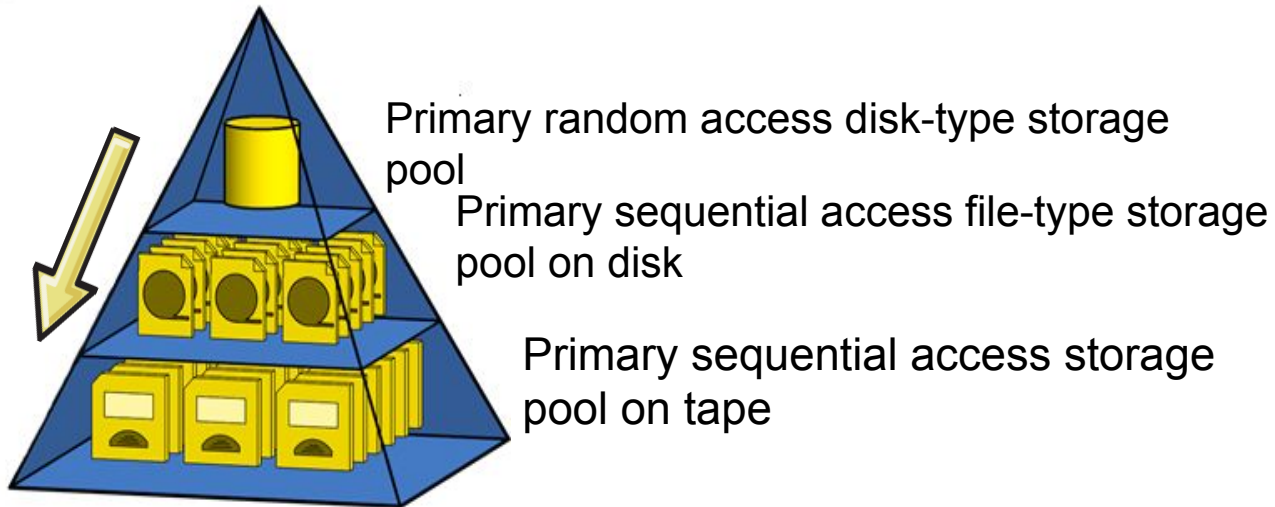 Primary random access disk-type storage
pool
Primary sequential access file-type storage
pool on disk
Primary sequential access storage
pool on tape